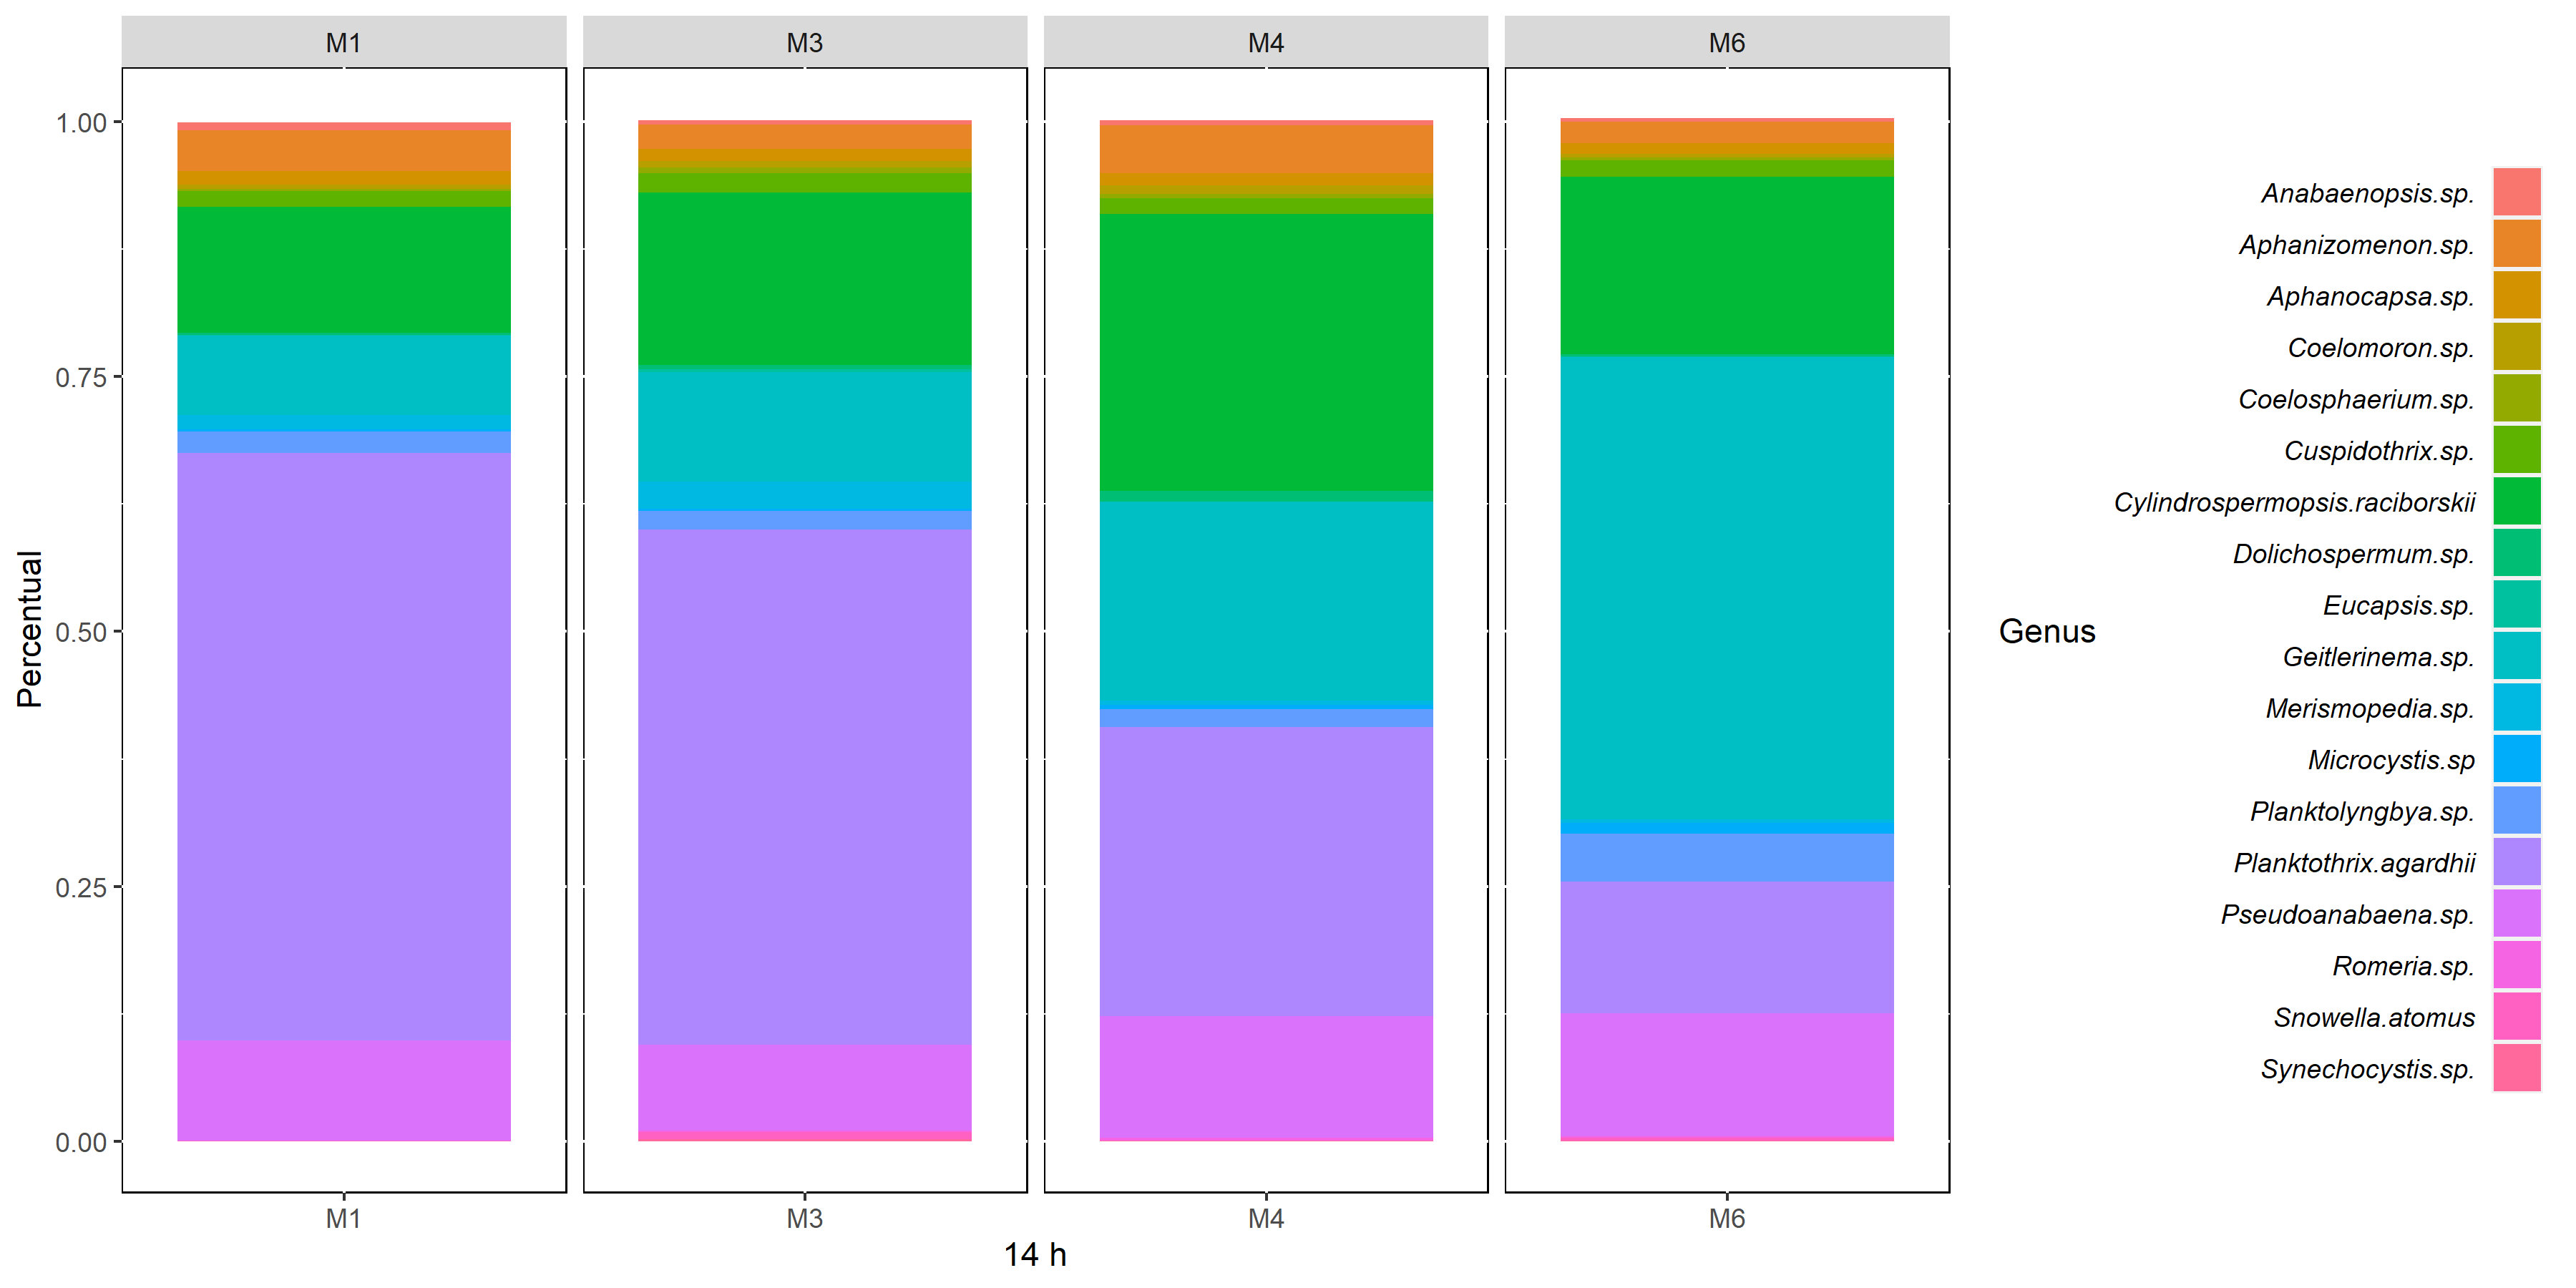 M1
M3
M4
M6
1.00
0.75
0.50
0.25
0.00
Percentual
M1
M3
M4
M6
14 h
Genus
Anabaenopsis.sp.
Aphanizomenon.sp.
Aphanocapsa.sp.
Coelomoron.sp.
Coelosphaerium.sp.
Cuspidothrix.sp.
Cylindrospermopsis.raciborskii
Dolichospermum.sp.
Eucapsis.sp.
Geitlerinema.sp.
Merismopedia.sp.
Microcystis.sp
Planktolyngbya.sp.
Planktothrix.agardhii
Pseudoanabaena.sp.
Romeria.sp.
Snowella.atomus
Synechocystis.sp.